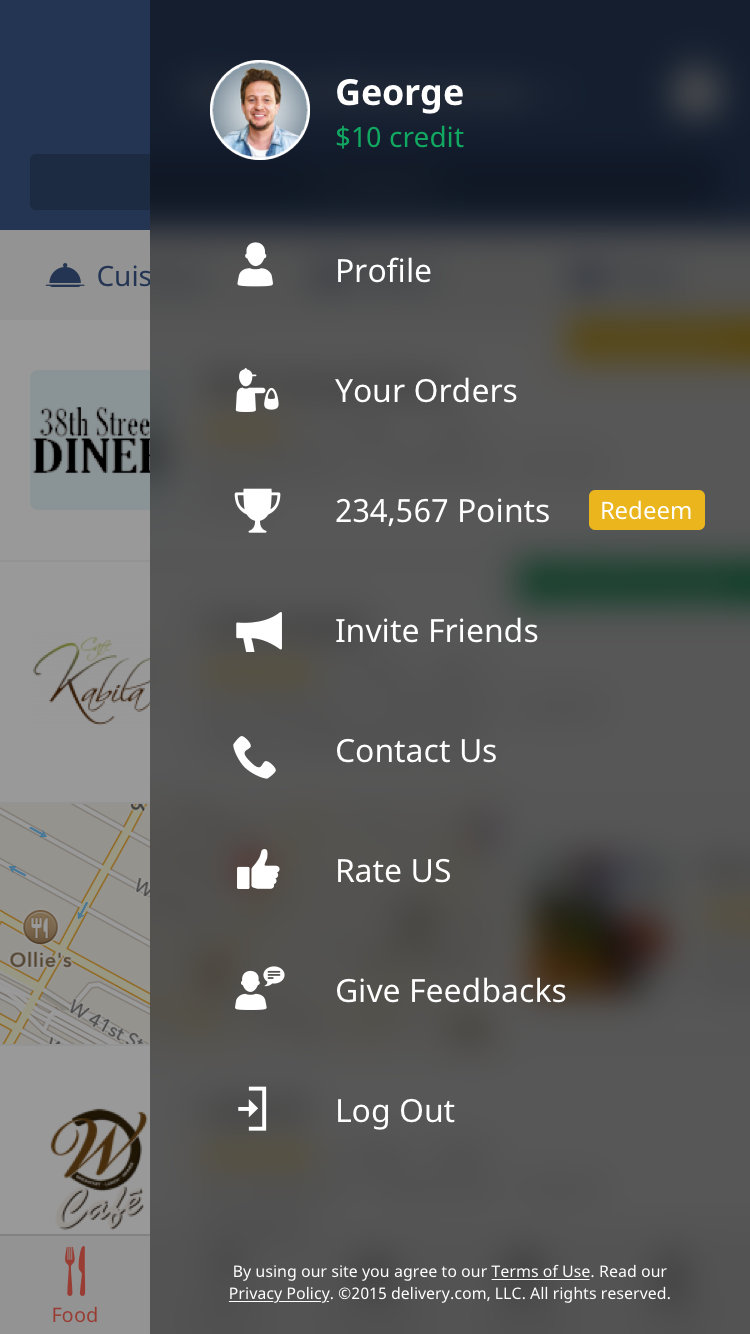 George
$10 credit
Profile
Your Orders
234,567 Points
Redeem
Invite Friends
Contact Us
Rate US
Give Feedbacks
Log Out
By using our site you agree to our Terms of Use. Read our
Privacy Policy. ©2015 delivery.com, LLC. All rights reserved.
Cuis
38th Stree
DINE
Café
Kabila
Ollie's
W 41st St
W
Café
Food